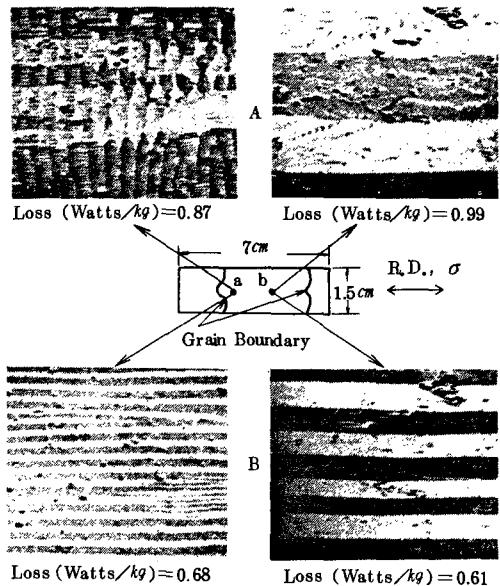 Loss (Watts/kg)=0.87
Loss (Watts/kg)=0.99
A
7cm
a
b
1.5cm
R.D., σ
Grain Boundary
B
Loss (Watts/kg)=0.68
Loss (Watts/kg)=0.61